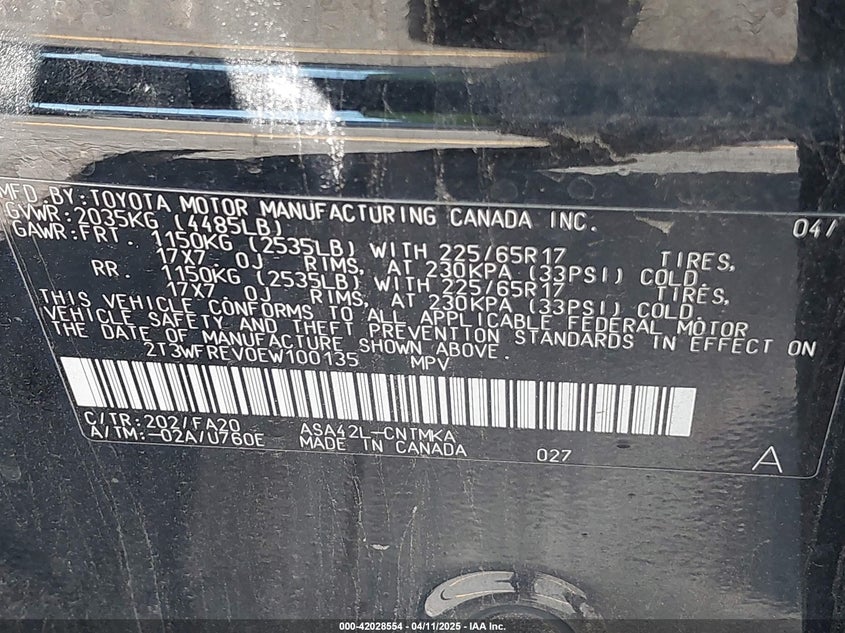 MFD BY:TOYOTA MOTOR MANUFACTURING CANADA INC. 04/
GVWR:2035KG (4485LB)
GAWR:FRT. 1150KG (2535LB) WITH 225/65R17 TIRES,
17X7.0J RIMS, AT 230KPA (33PSI) COLD.
RR. 1150KG (2535LB) WITH 225/65R17 TIRES,
17X7 0J RIMS, AT 230KPA (33PSI) COLD.
THIS VEHICLE CONFORMS TO ALL APPLICABLE FEDERAL MOTOR
VEHICLE SAFETY AND THEFT PREVENTION STANDARDS IN EFFECT ON
THE DATE OF MANUFACTURE SHOWN ABOVE.
2T3WFREV0EW100135 MPV
C/TR:202/FA20 ASA42L-CNTMKA
A/TM:-02A/U760E MADE IN CANADA 027 A
000-42028554 - 04/11/2025 - IAA Inc.